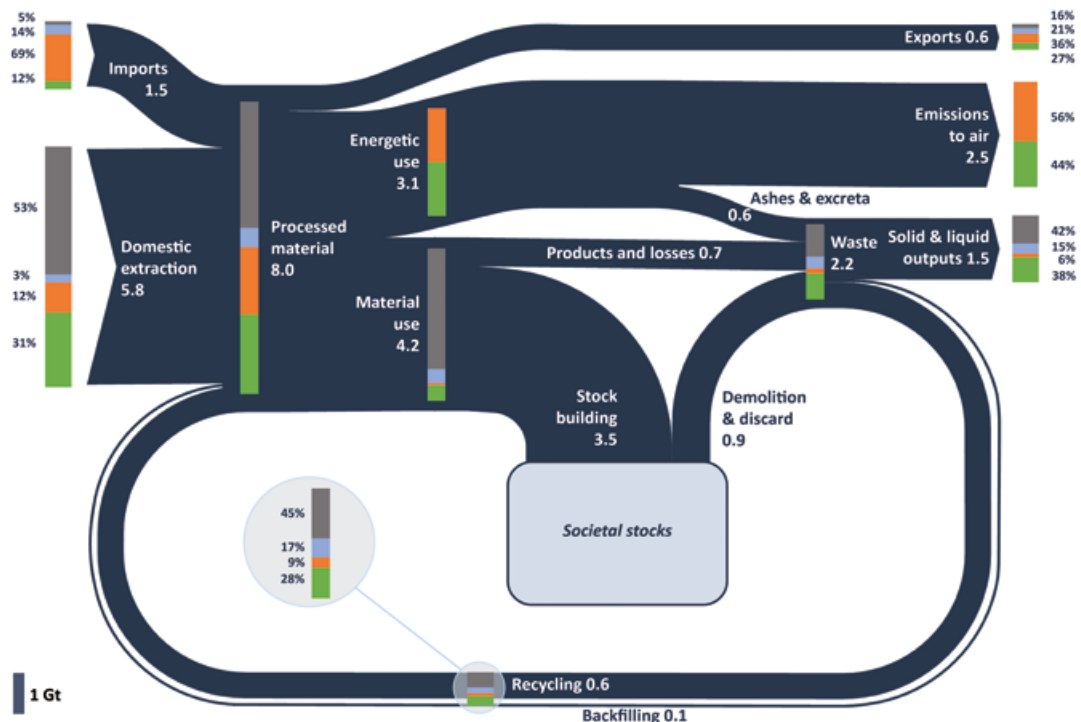 5%
14%
69%
12%
Imports
1.5
53%
3%
12%
31%
Domestic
extraction
5.8
Processed
material
8.0
Energetic
use
3.1
Material
use
4.2
Exports 0.6
16%
21%
36%
27%
Emissions
to air
2.5
56%
44%
Ashes & excreta
0.6
Products and losses 0.7
Waste
2.2
Solid & liquid
outputs 1.5
42%
15%
6%
38%
Stock
building
3.5
Demolition
& discard
0.9
Societal stocks
45%
17%
9%
28%
Recycling 0.6
Backfilling 0.1
1 Gt